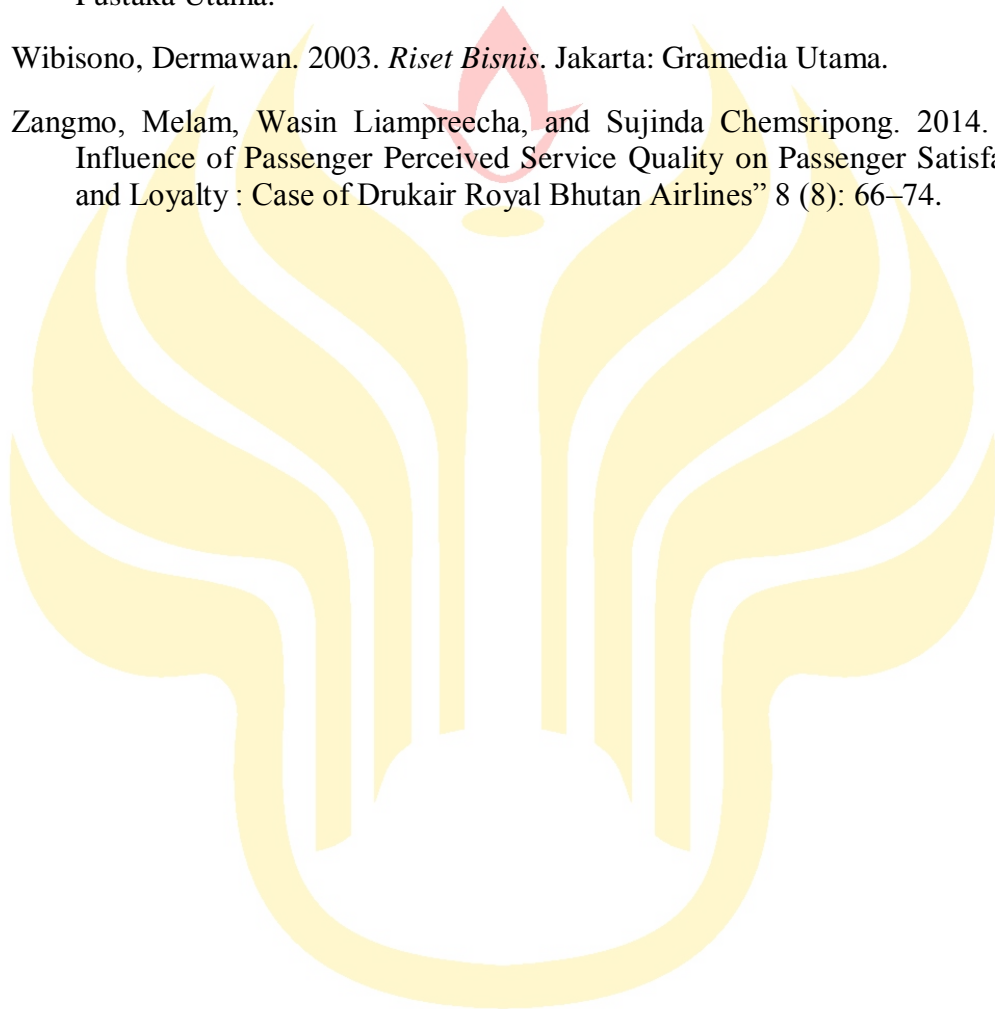 Pustaka Utama.
Wibisono, Dermawan. 2003. Riset Bisnis. Jakarta: Gramedia Utama.
Zangmo, Melam, Wasin Liampreecha, and Sujinda Chemsripong. 2014.
Influence of Passenger Perceived Service Quality on Passenger Satisfa
and Loyalty : Case of Drukair Royal Bhutan Airlines” 8 (8): 66–74.